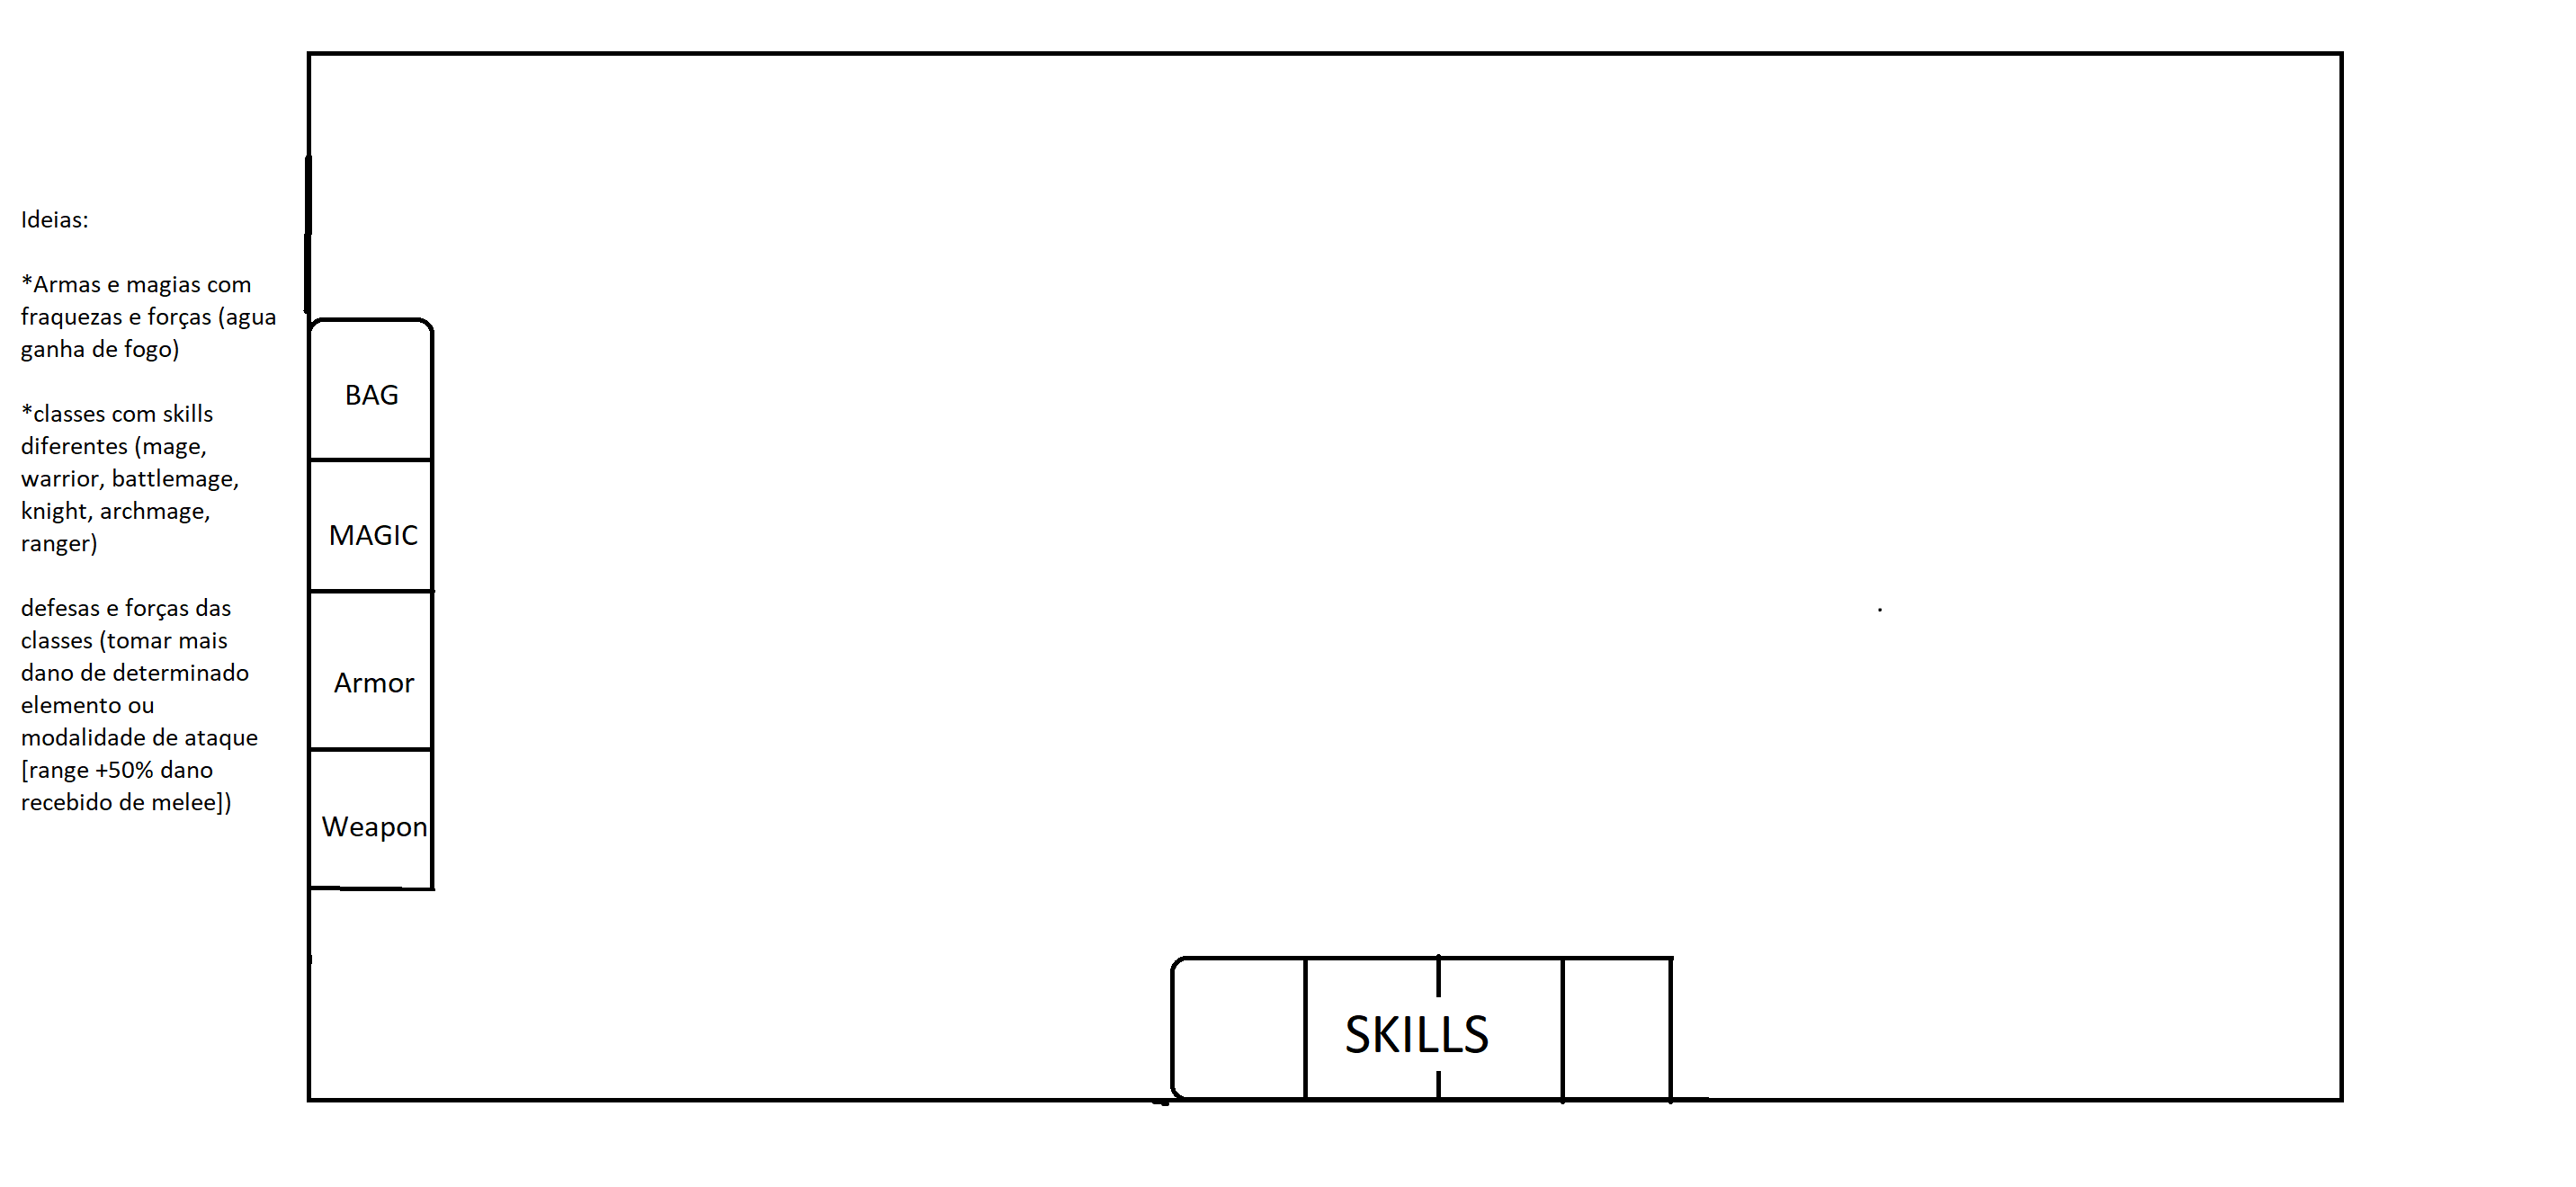 Ideias:
*Armas e magias com
fraquezas e forças (agua
ganha de fogo)
*classes com skills
diferentes (mage,
warrior, battlemage,
knight, archmage,
ranger)
defesas e forças das
classes (tomar mais
dano de determinado
elemento ou
modalidade de ataque
[range +50% dano
recebido de melee])
BAG
MAGIC
Armor
Weapon
SKILLS